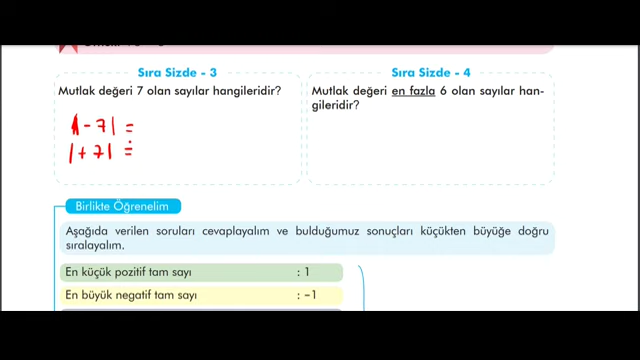 Sıra Sizde - 3
Mutlak değeri 7 olan sayılar hangileridir?
|-7| =
|+7| =
Sıra Sizde - 4
Mutlak değeri en fazla 6 olan sayılar han-
gileridir?
Birlikte Öğrenelim
Aşağıda verilen soruları cevaplayalım ve bulduğumuz sonuçları küçükten büyüğe doğru
sıralayalım.
En küçük pozitif tam sayı : 1
En büyük negatif tam sayı : -1